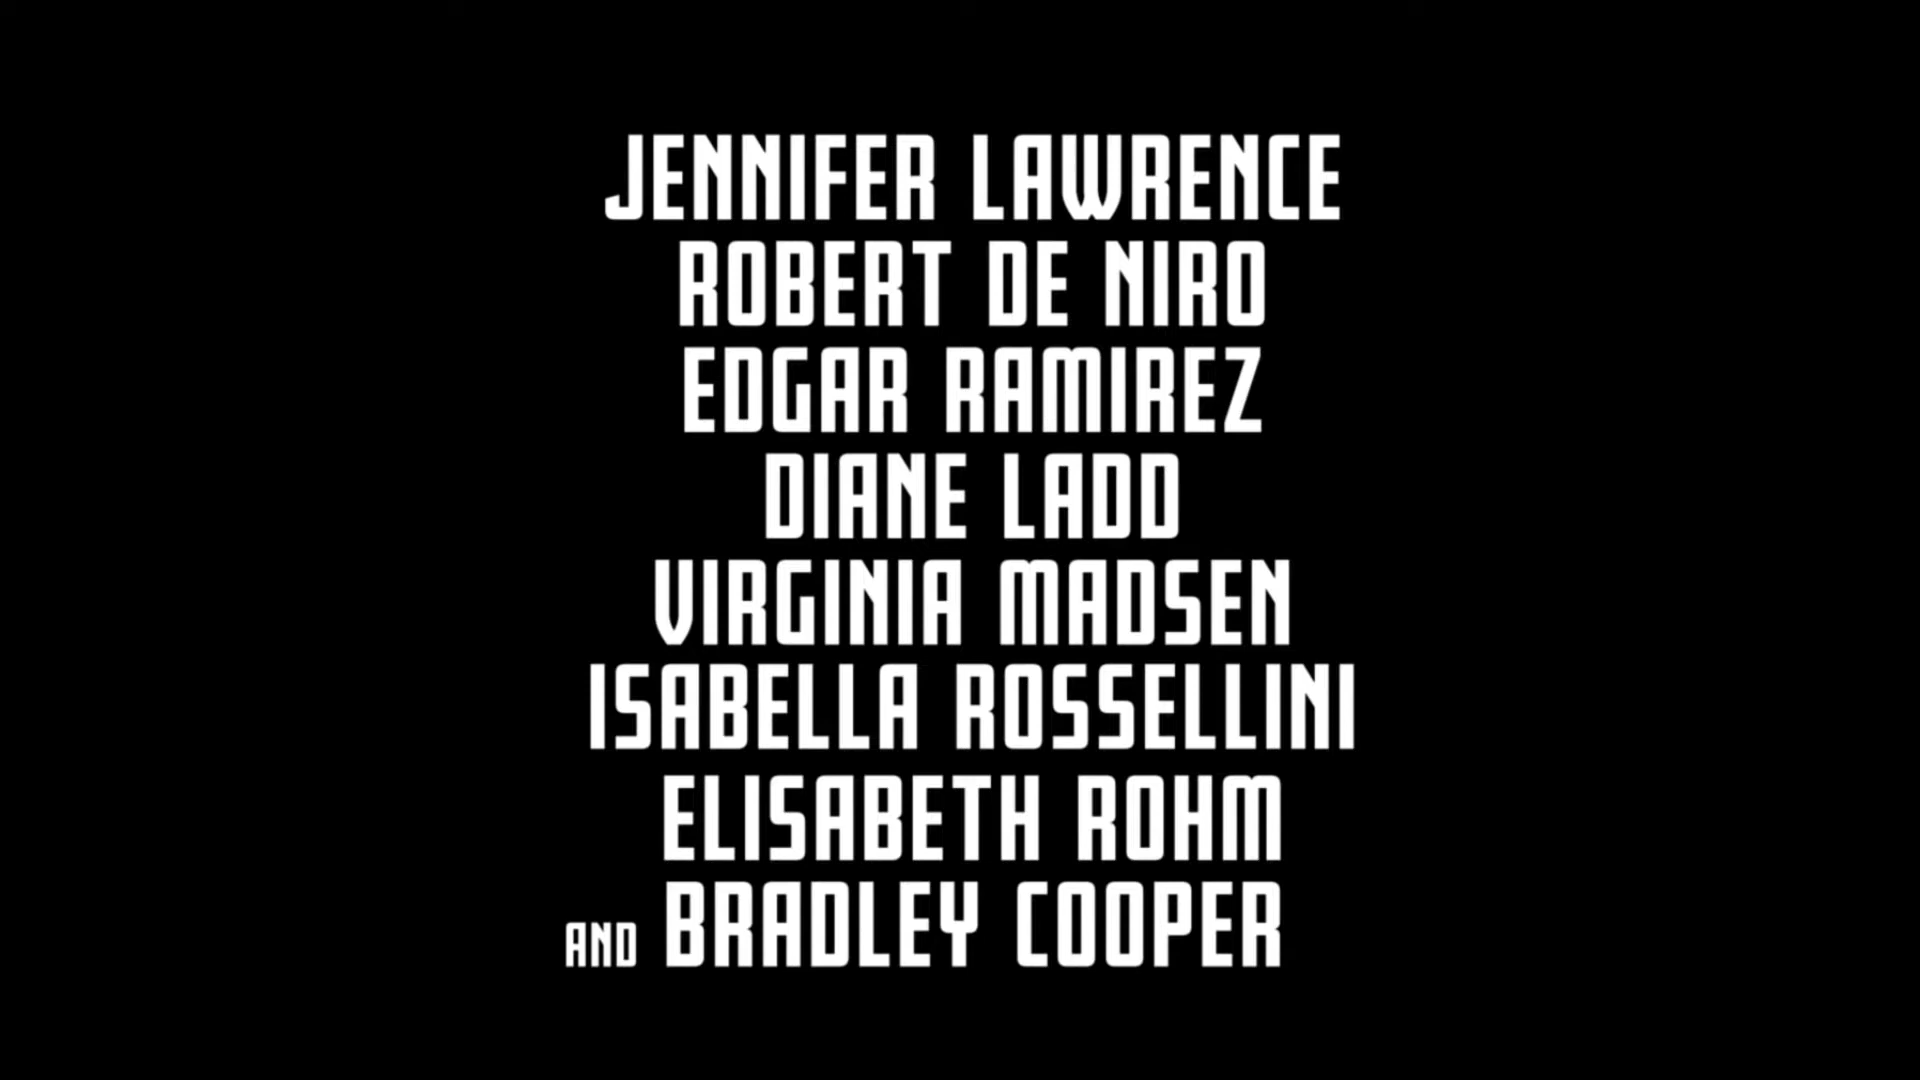 JENNIFER LAWRENCE
ROBERT DE NIRO
EDGAR RAMIREZ
DIANE LADD
VIRGINIA MADSEN
ISABELLA ROSSELLINI
ELISABETH ROHM
AND BRADLEY COOPER